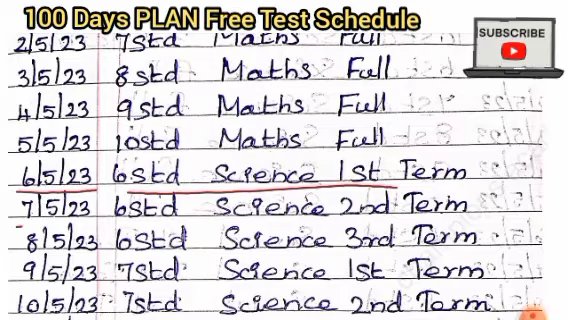 100 Days PLAN Free Test Schedule
SUBSCRIBE
2/5/23 7Std Maths Full
3/5/23 8std Maths Full
4/5/23 9std Maths Full
5/5/23 10std Maths Full
6/5/23 6std Science 1st Term
7/5/23 6std Science 2nd Term
8/5/23 6std Science 3rd Term
9/5/23 7std Science 1st Term
10/5/23 7std Science 2nd Term